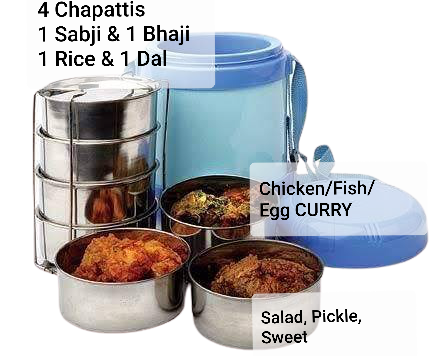 4 Chapattis
1 Sabji & 1 Bhaji
1 Rice & 1 Dal
Chicken/Fish/
Egg CURRY
Salad, Pickle,
Sweet